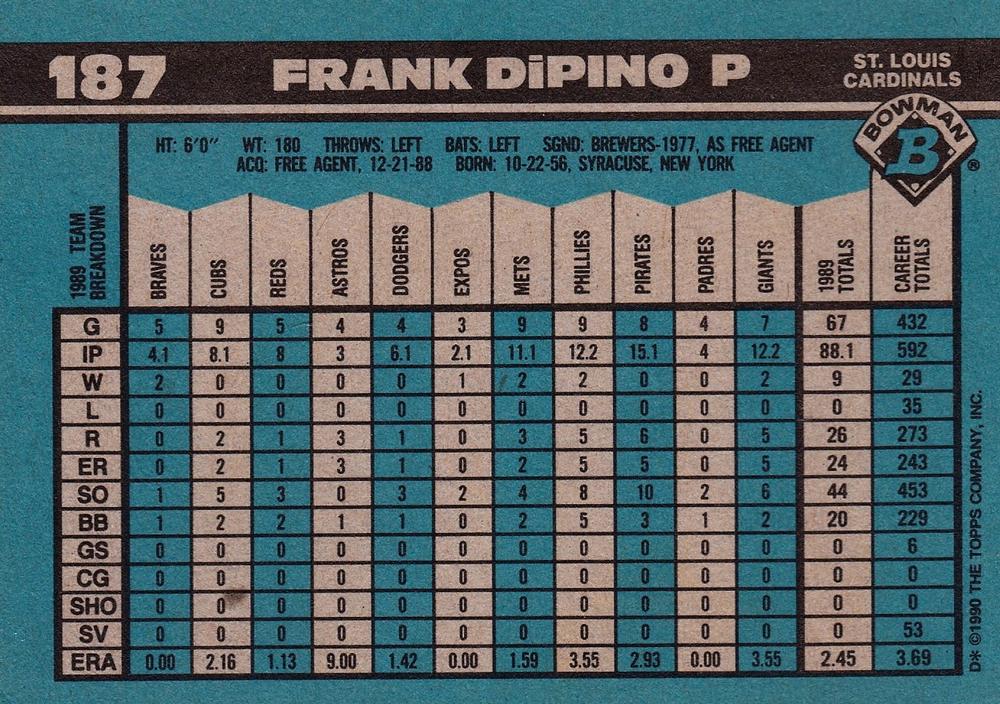 187 FRANK DiPINO P ST. LOUIS CARDINALS
BOWMAN B ®
HT: 6'0" WT: 180 THROWS: LEFT BATS: LEFT SGND: BREWERS-1977, AS FREE AGENT
ACQ: FREE AGENT, 12-21-88 BORN: 10-22-56, SYRACUSE, NEW YORK
1989 TEAM BREAKDOWN BRAVES CUBS REDS ASTROS DODGERS EXPOS METS PHILLIES PIRATES PADRES GIANTS 1989 TOTALS CAREER TOTALS
G 5 9 5 4 4 3 9 9 8 4 7 67 432
IP 4.1 8.1 8 3 6.1 2.1 11.1 12.2 15.1 4 12.2 88.1 592
W 2 0 0 0 0 1 2 2 0 0 2 9 29
L 0 0 0 0 0 0 0 0 0 0 0 0 35
R 0 2 1 3 1 0 3 5 6 0 5 26 273
ER 0 2 1 3 1 0 2 5 5 0 5 24 243
SO 1 5 3 0 3 2 4 8 10 2 6 44 453
BB 1 2 2 1 1 0 2 5 3 1 2 20 229
GS 0 0 0 0 0 0 0 0 0 0 0 0 6
CG 0 0 0 0 0 0 0 0 0 0 0 0 0
SHO 0 0 0 0 0 0 0 0 0 0 0 0 0
SV 0 0 0 0 0 0 0 0 0 0 0 0 53
ERA 0.00 2.16 1.13 9.00 1.42 0.00 1.59 3.55 2.93 0.00 3.55 2.45 3.69
D* ©1990 THE TOPPS COMPANY, INC.